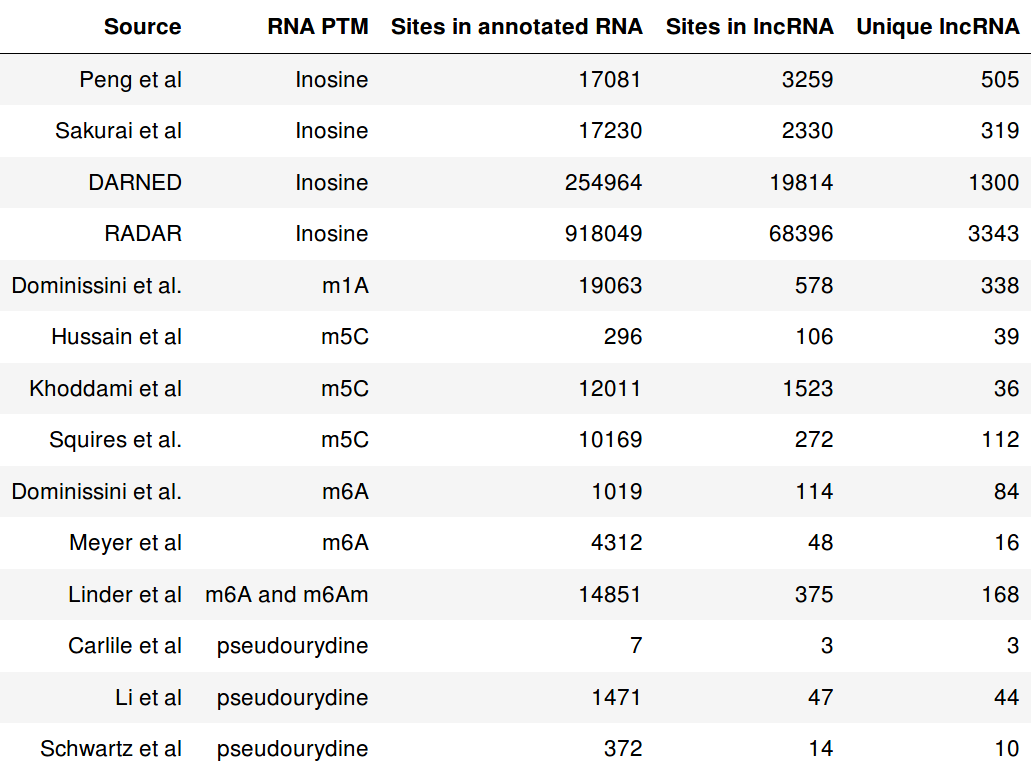 Source RNA PTM Sites in annotated RNA Sites in lncRNA Unique lncRNA
Peng et al Inosine 17081 3259 505
Sakurai et al Inosine 17230 2330 319
DARNED Inosine 254964 19814 1300
RADAR Inosine 918049 68396 3343
Dominissini et al. m1A 19063 578 338
Hussain et al m5C 296 106 39
Khoddami et al m5C 12011 1523 36
Squires et al. m5C 10169 272 112
Dominissini et al. m6A 1019 114 84
Meyer et al m6A 4312 48 16
Linder et al m6A and m6Am 14851 375 168
Carlile et al pseudourydine 7 3 3
Li et al pseudourydine 1471 47 44
Schwartz et al pseudourydine 372 14 10